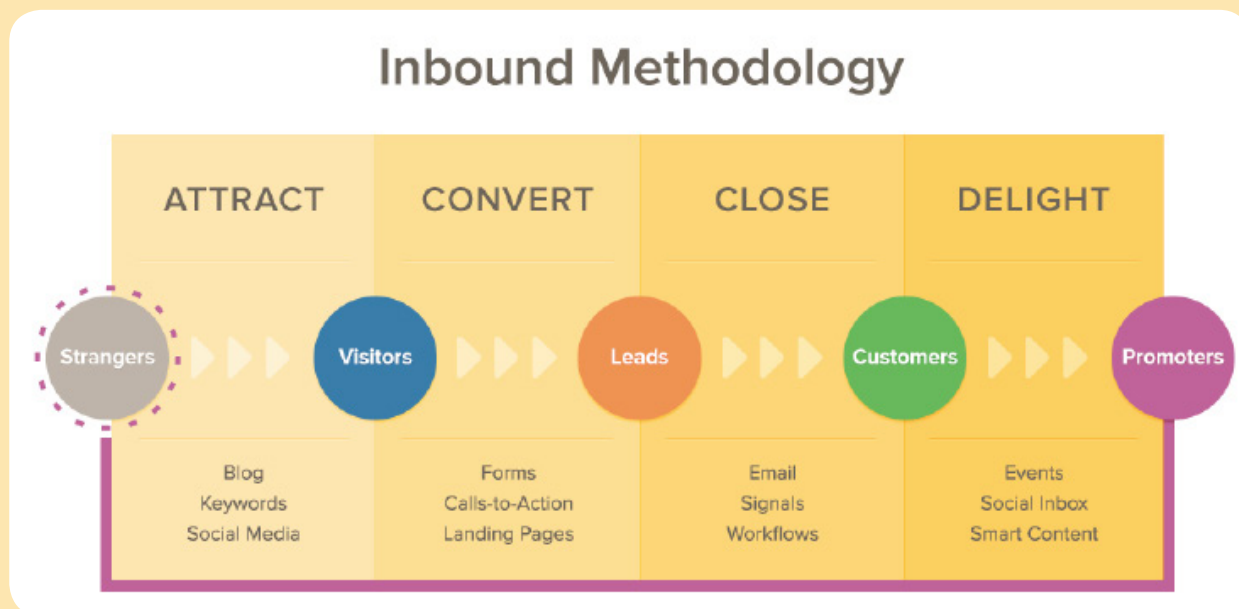 Inbound Methodology
ATTRACT
CONVERT
CLOSE
DELIGHT
Strangers
Visitors
Leads
Customers
Promoters
Blog
Keywords
Social Media
Forms
Calls-to-Action
Landing Pages
Email
Signals
Workflows
Events
Social Inbox
Smart Content